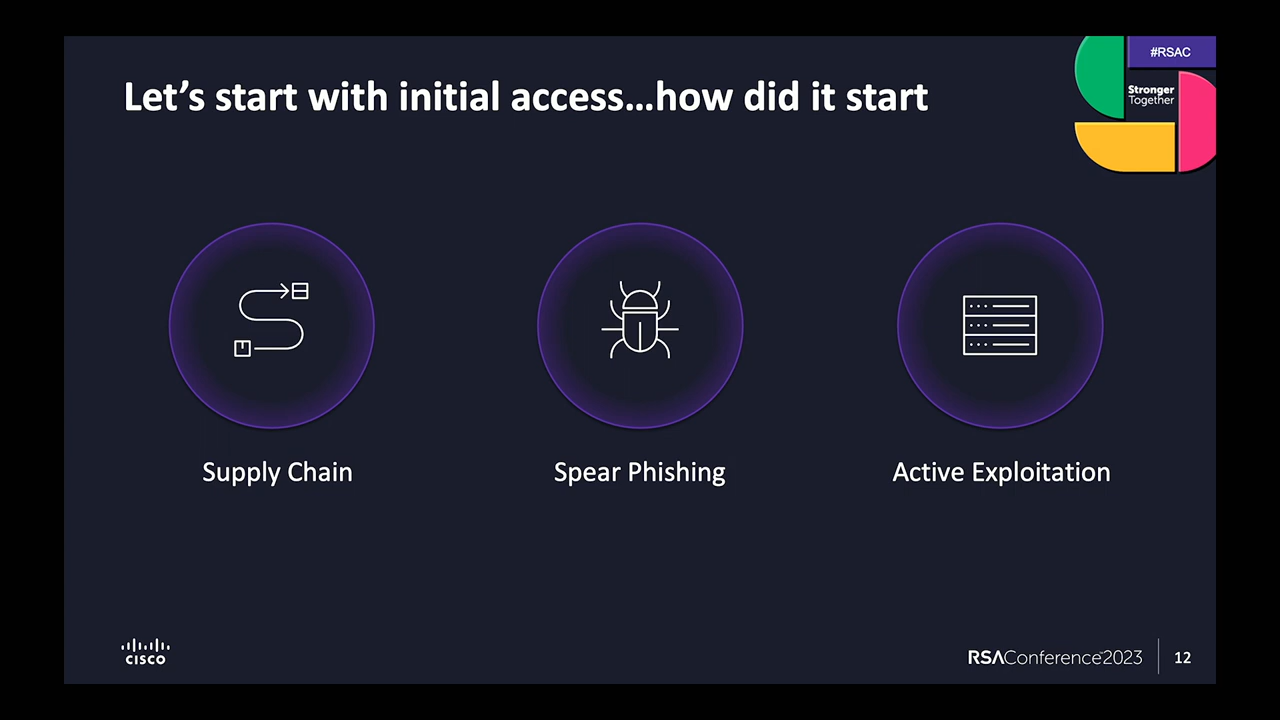 #RSAC
Let’s start with initial access…how did it start
Stronger
Together
Supply Chain
Spear Phishing
Active Exploitation
CISCO
RSAConference™2023
12